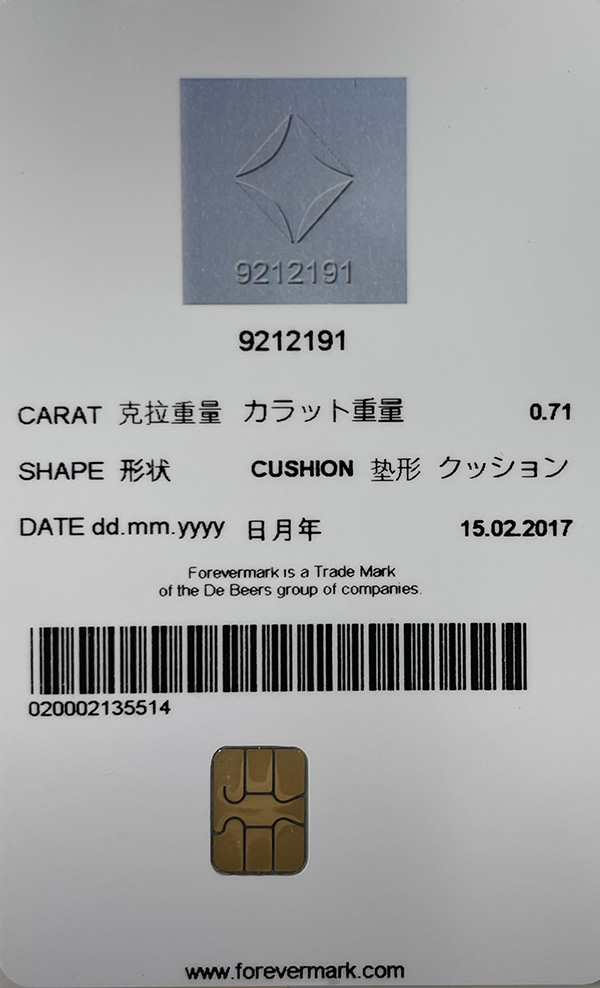 9212191
9212191
CARAT 克拉重量 カラット重量 0.71
SHAPE 形状 CUSHION 垫形 クッション
DATE dd.mm.yyyy 日月年 15.02.2017
Forevermark is a Trade Mark
of the De Beers group of companies.
020002135514
www.forevermark.com